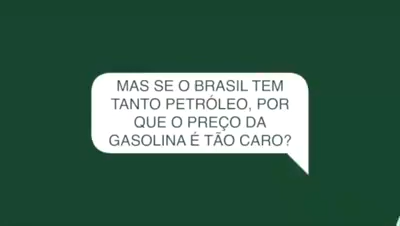 MAS SE O BRASIL TEM
TANTO PETRÓLEO, POR
QUE O PREÇO DA
GASOLINA É TÃO CARO?